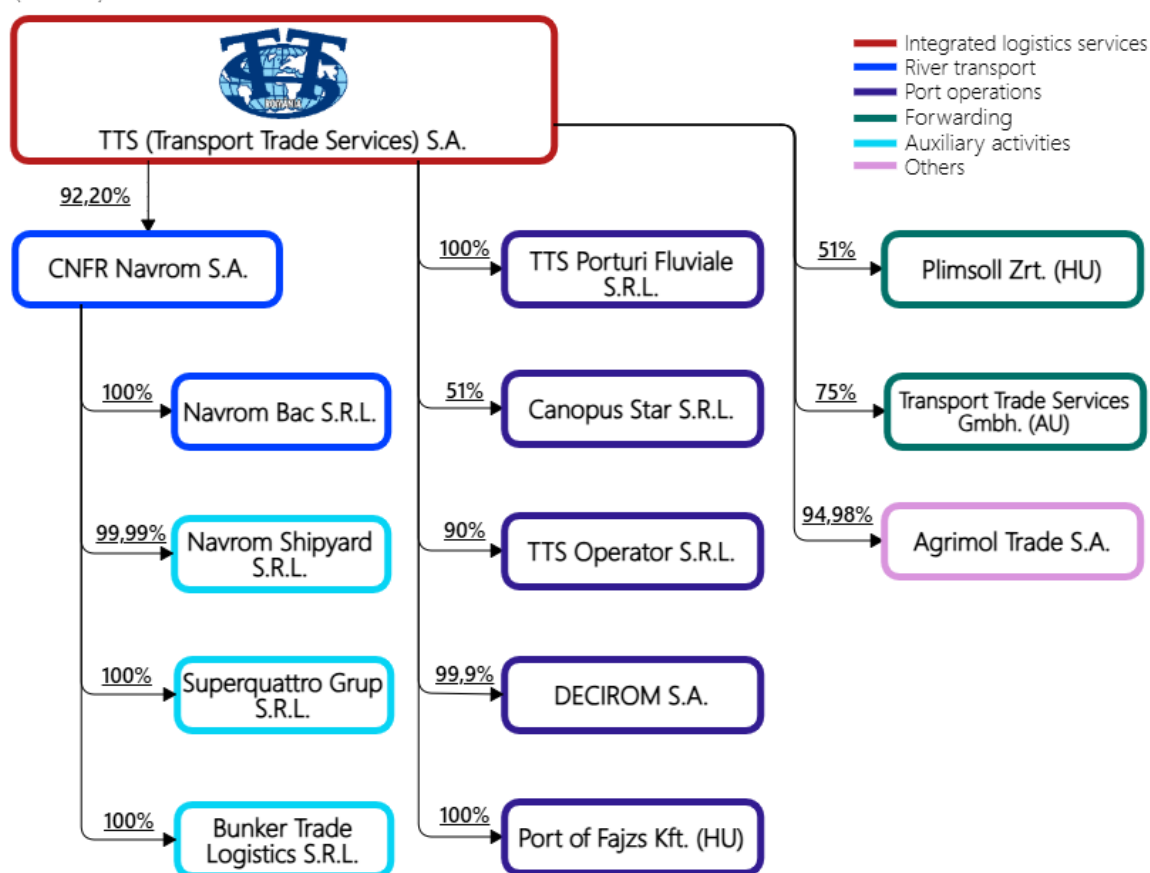 ROMANIA
TTS (Transport Trade Services) S.A.
Integrated logistics services
River transport
Port operations
Forwarding
Auxiliary activities
Others
92,20%
CNFR Navrom S.A.
100%
Navrom Bac S.R.L.
99,99%
Navrom Shipyard
S.R.L.
100%
Superquattro Grup
S.R.L.
100%
Bunker Trade
Logistics S.R.L.
100%
TTS Porturi Fluviale
S.R.L.
51%
Canopus Star S.R.L.
90%
TTS Operator S.R.L.
99,9%
DECIROM S.A.
100%
Port of Fajzs Kft. (HU)
51%
Plimsoll Zrt. (HU)
75%
Transport Trade Services
Gmbh. (AU)
94,98%
Agrimol Trade S.A.